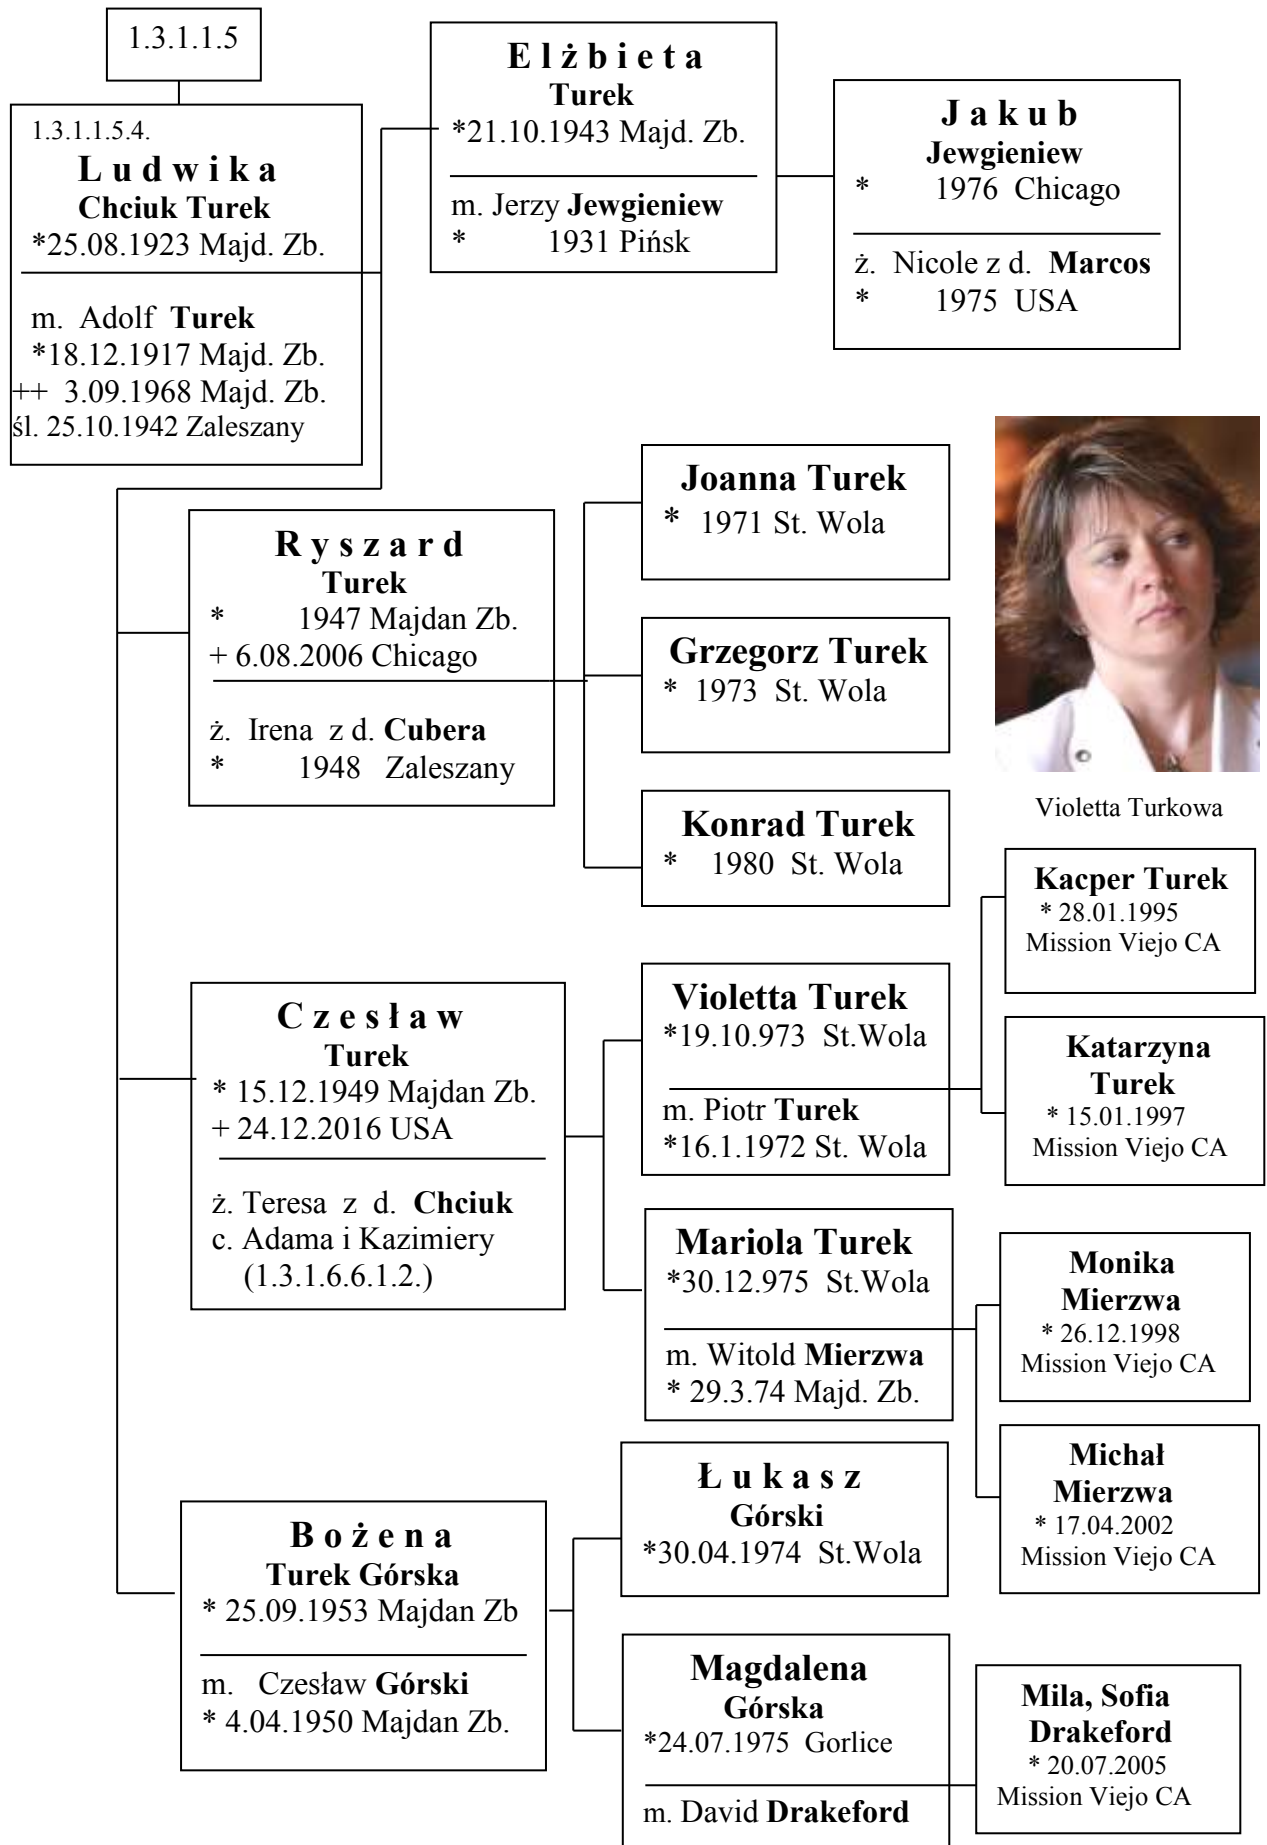 1.3.1.1.5
1.3.1.1.5.4.
L u d w i k a
Chciuk Turek
*25.08.1923 Majd. Zb.
m. Adolf Turek
*18.12.1917 Majd. Zb.
++ 3.09.1968 Majd. Zb.
śl. 25.10.1942 Zaleszany
E l ż b i e t a
Turek
*21.10.1943 Majd. Zb.
m. Jerzy Jewgieniew
* 1931 Pińsk
J a k u b
Jewgieniew
* 1976 Chicago
ż. Nicole z d. Marcos
* 1975 USA
R y s z a r d
Turek
* 1947 Majdan Zb.
+ 6.08.2006 Chicago
ż. Irena z d. Cubera
* 1948 Zaleszany
Joanna Turek
* 1971 St. Wola
Grzegorz Turek
* 1973 St. Wola
Konrad Turek
* 1980 St. Wola
Violetta Turkowa
C z e s ł a w
Turek
* 15.12.1949 Majdan Zb.
+ 24.12.2016 USA
ż. Teresa z d. Chciuk
c. Adama i Kazimiery
(1.3.1.6.6.1.2.)
Violetta Turek
*19.10.973 St.Wola
m. Piotr Turek
*16.1.1972 St. Wola
Kacper Turek
* 28.01.1995
Mission Viejo CA
Katarzyna
Turek
* 15.01.1997
Mission Viejo CA
Mariola Turek
*30.12.975 St.Wola
m. Witold Mierzwa
* 29.3.74 Majd. Zb.
Monika
Mierzwa
* 26.12.1998
Mission Viejo CA
Michał
Mierzwa
* 17.04.2002
Mission Viejo CA
B o ż e n a
Turek Górska
* 25.09.1953 Majdan Zb
m. Czesław Górski
* 4.04.1950 Majdan Zb.
Ł u k a s z
Górski
*30.04.1974 St.Wola
Magdalena
Górska
*24.07.1975 Gorlice
m. David Drakeford
Mila, Sofia
Drakeford
* 20.07.2005
Mission Viejo CA